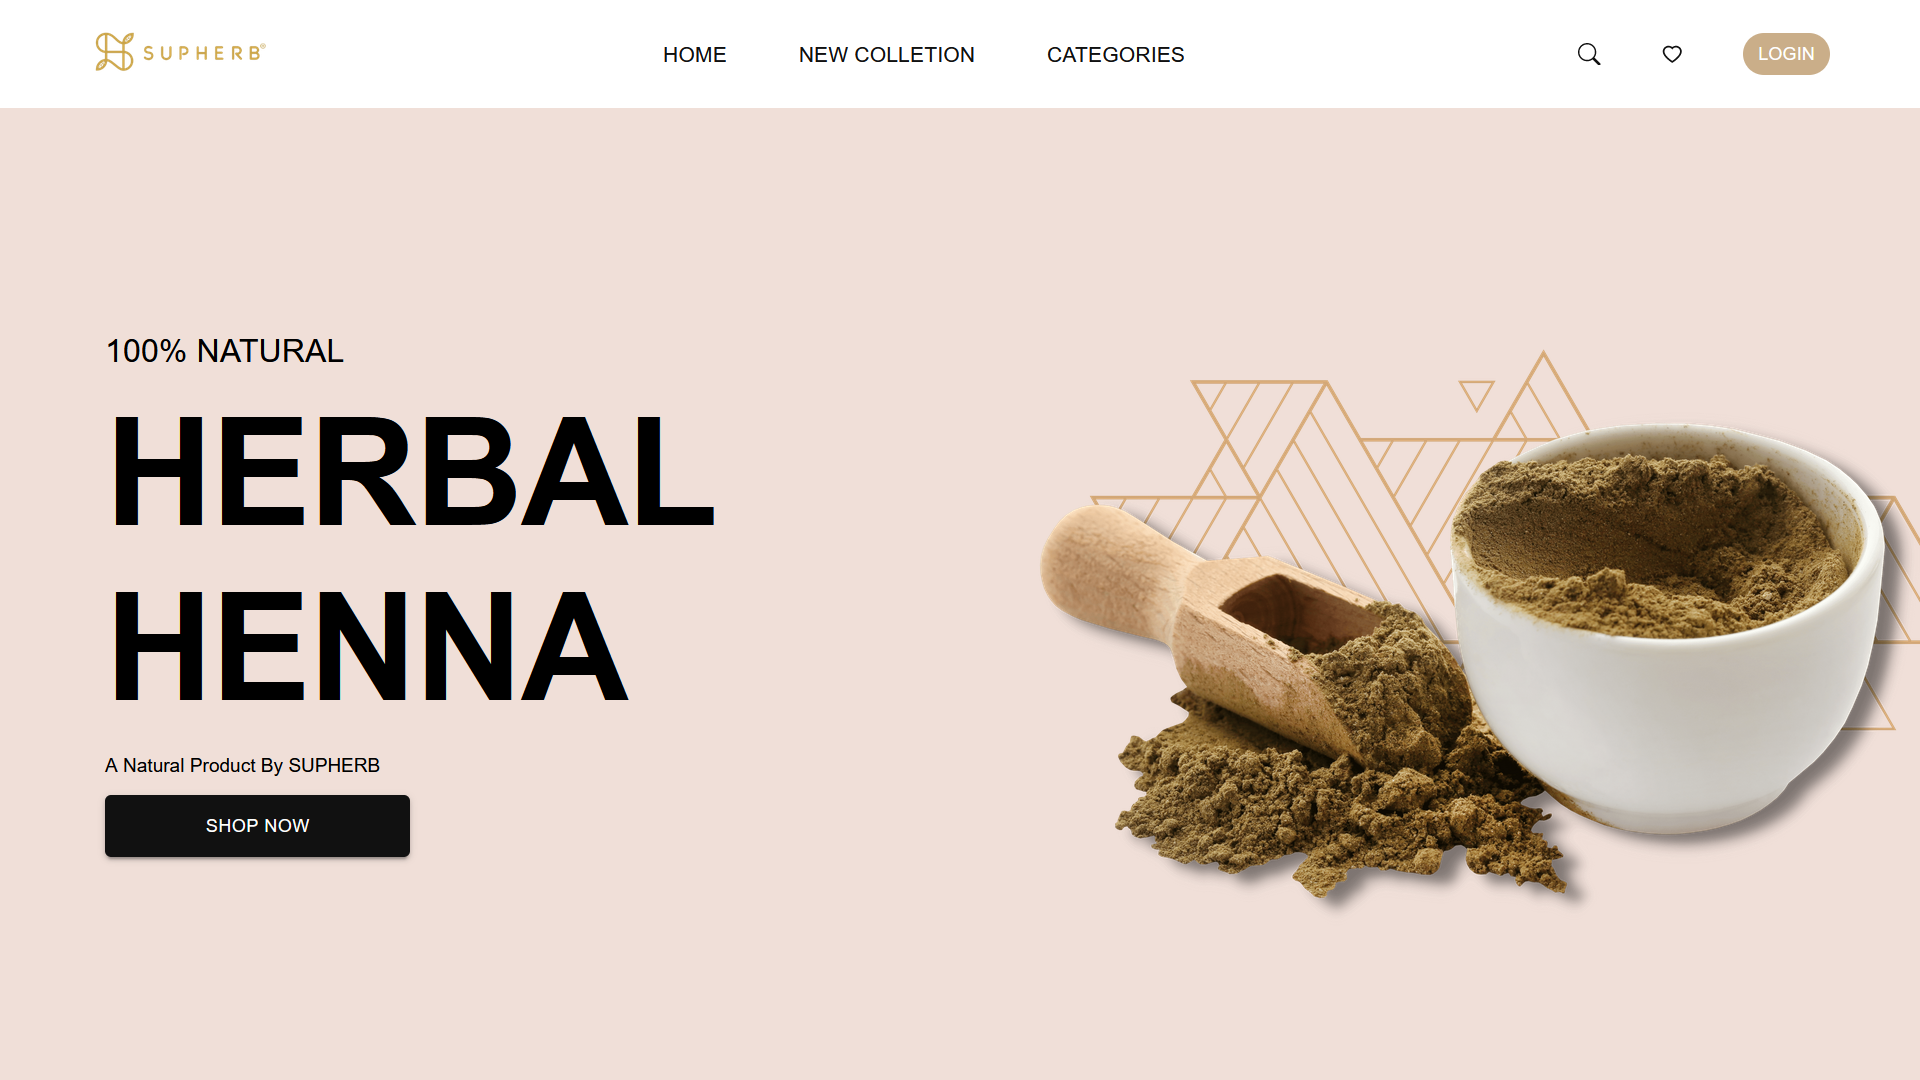 SUPHERB®
HOME
NEW COLLETION
CATEGORIES
LOGIN
100% NATURAL
HERBAL
HENNA
A Natural Product By SUPHERB
SHOP NOW